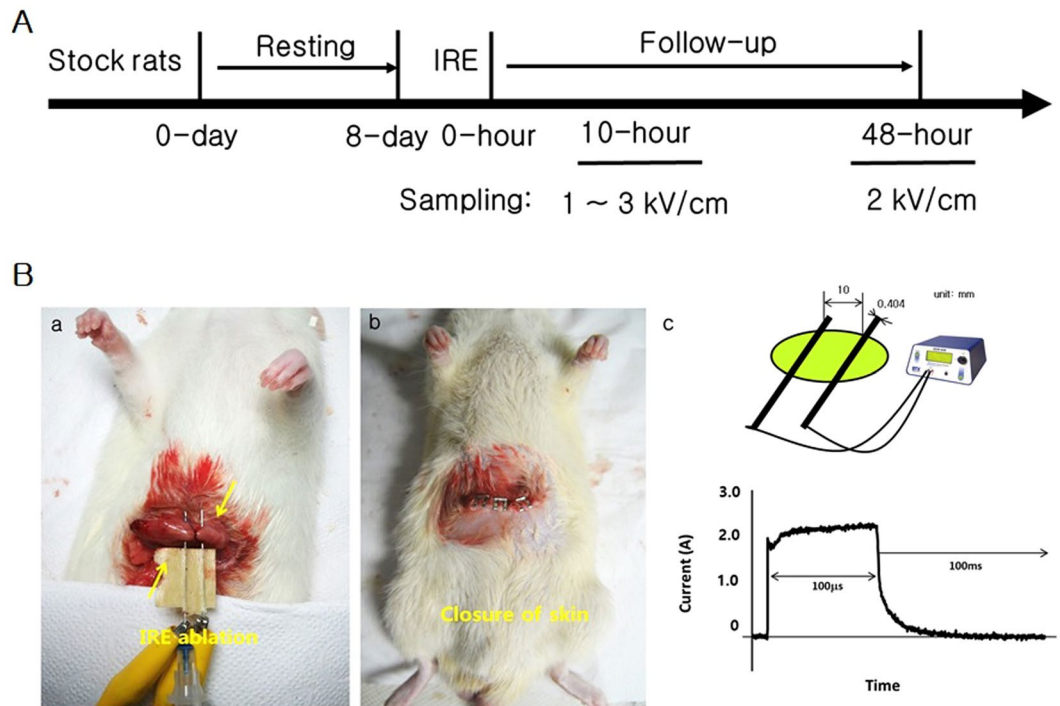 A
Stock rats
Resting
IRE
Follow-up
0-day
8-day
0-hour
10-hour
48-hour
Sampling:
1 ~ 3 kV/cm
2 kV/cm
B
a
IRE ablation
b
Closure of skin
c
10
0,404
unit: mm
3.0
2.0
1.0
0
Current (A)
100μs
100ms
Time